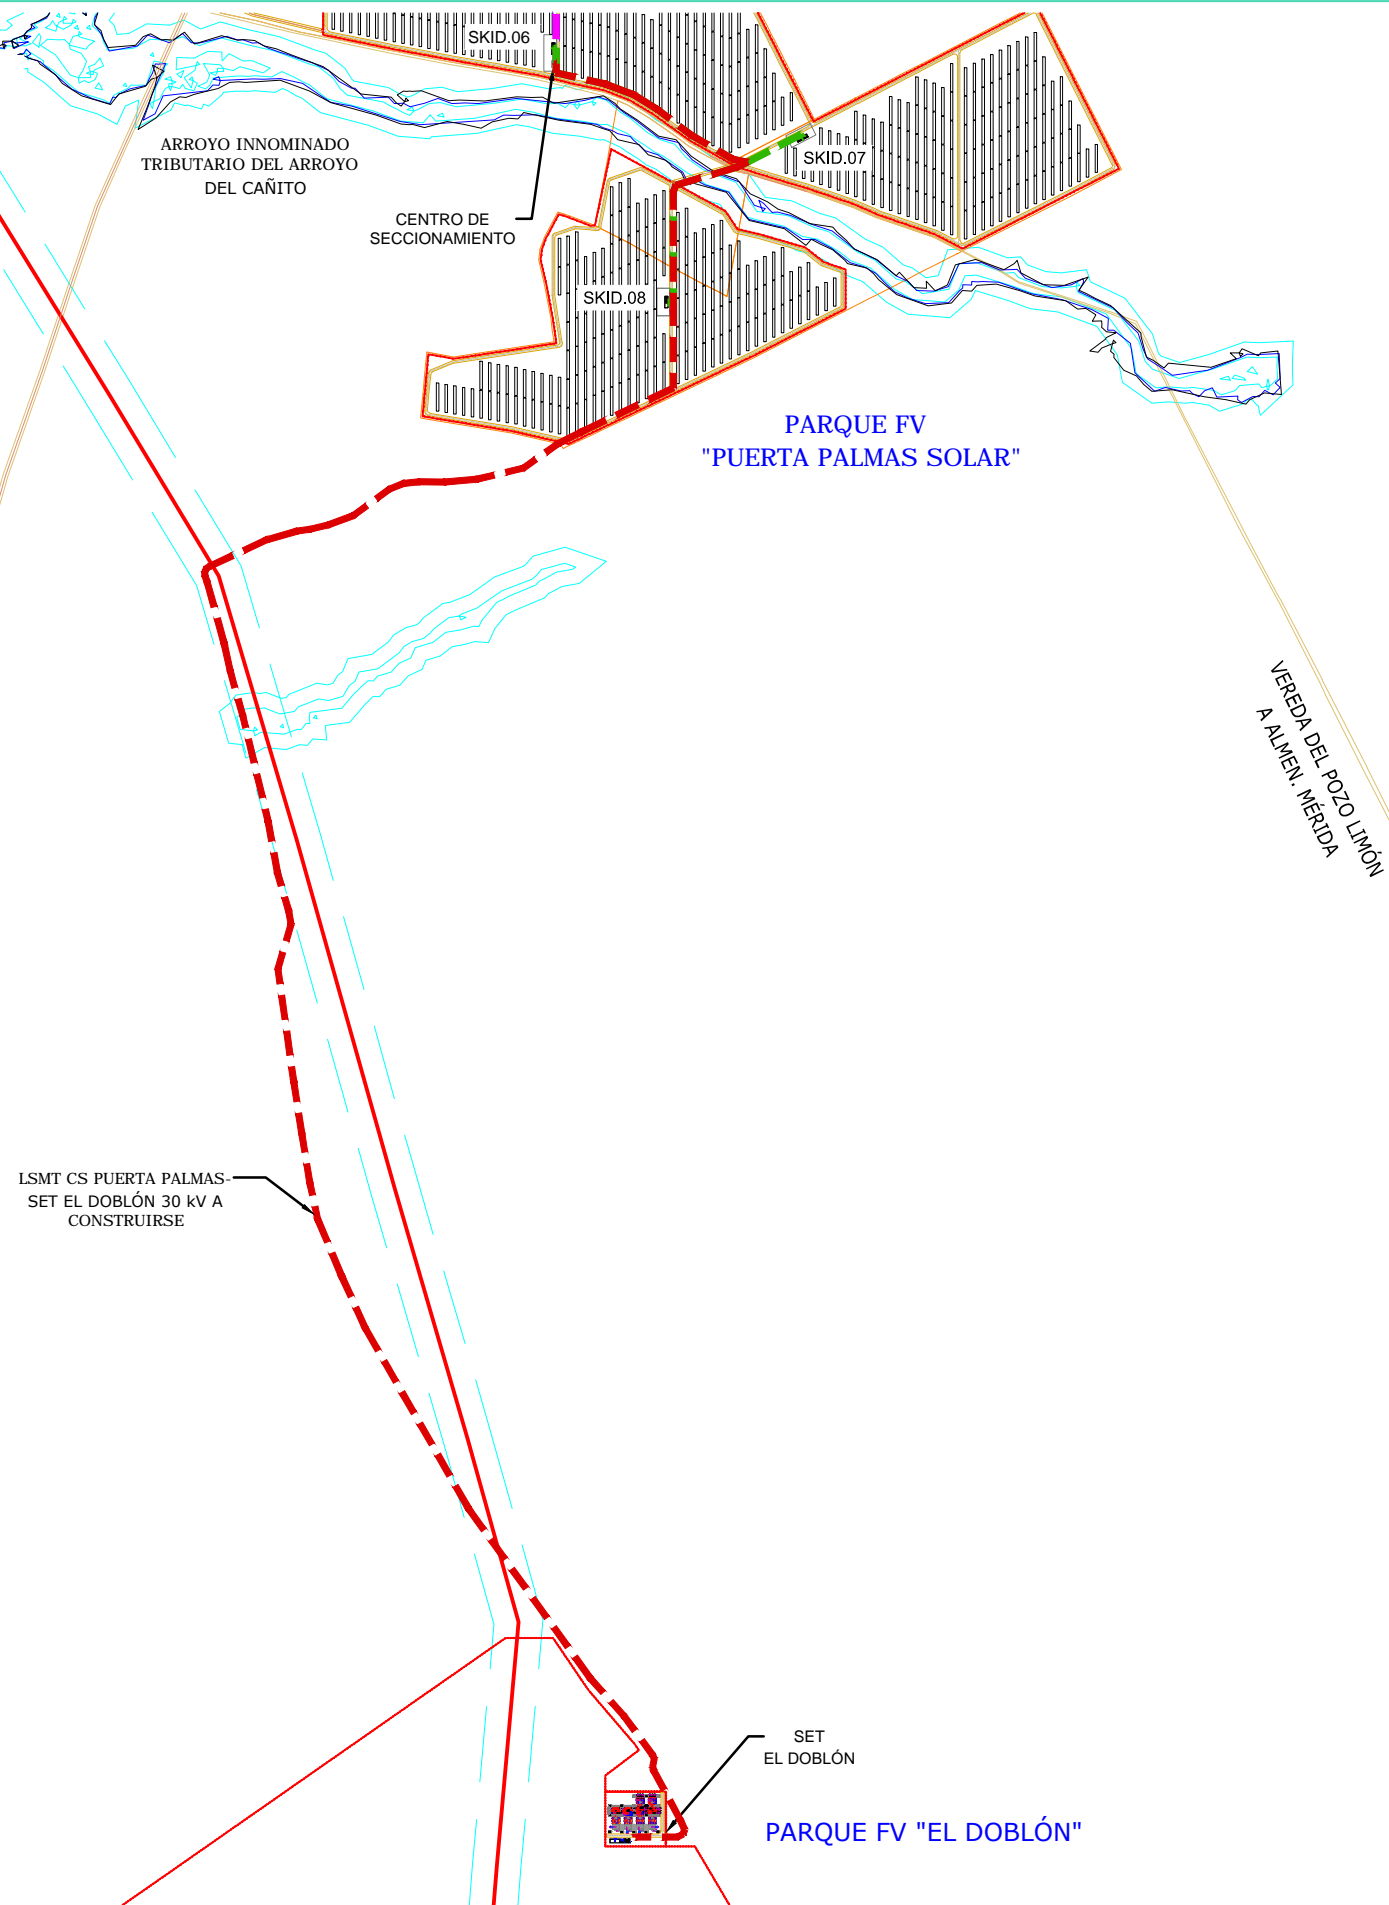 SKID.06
ARROYO INNOMINADO
TRIBUTARIO DEL ARROYO
DEL CAÑITO
SKID.07
CENTRO DE
SECCIONAMIENTO
SKID.08
PARQUE FV
"PUERTA PALMAS SOLAR"
VEREDA DEL POZO LIMÓN
A ALMEN. MÉRIDA
LSMT CS PUERTA PALMAS-
SET EL DOBLÓN 30 kV A
CONSTRUIRSE
SET
EL DOBLÓN
PARQUE FV "EL DOBLÓN"